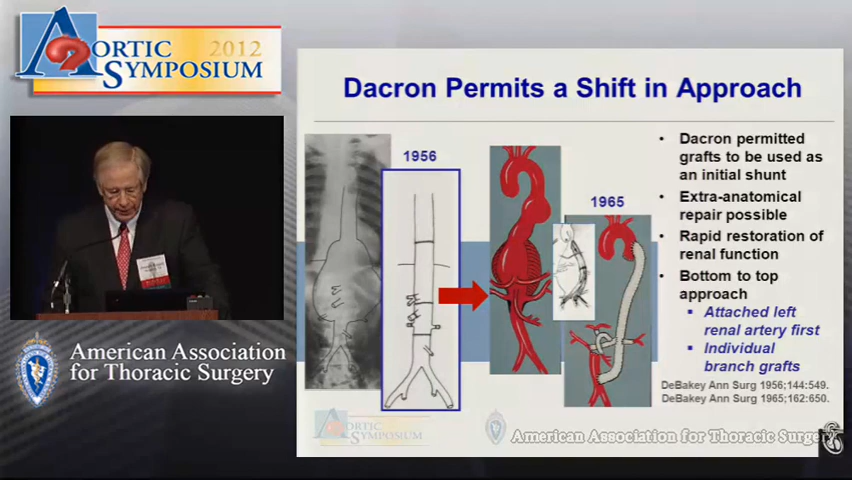 AORTIC 2012
SYMPOSIUM
American Association
for Thoracic Surgery
Dacron Permits a Shift in Approach
1956
1965
• Dacron permitted
grafts to be used as
an initial shunt
• Extra-anatomical
repair possible
• Rapid restoration of
renal function
• Bottom to top
approach
▪ Attached left
renal artery first
▪ Individual
branch grafts
DeBakey Ann Surg 1956;144:549.
DeBakey Ann Surg 1965;162:650.
AORTIC
SYMPOSIUM
American Association for Thoracic Surgery